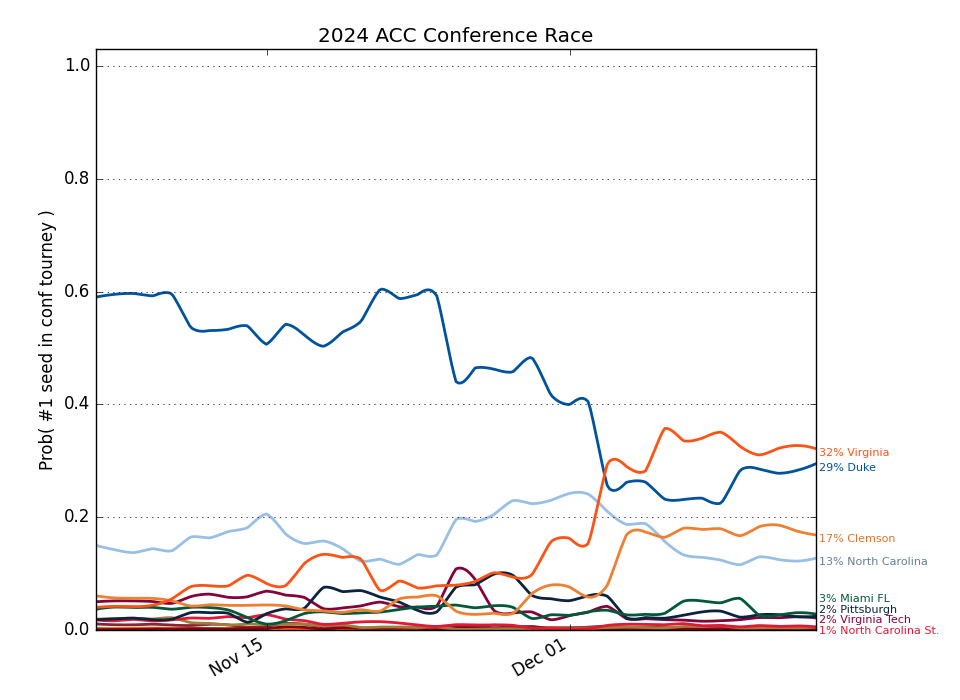 2024 ACC Conference Race
Prob( #1 seed in conf tourney )
1.0
0.8
0.6
0.4
0.2
0.0
Nov 15
Dec 01
32% Virginia
29% Duke
17% Clemson
13% North Carolina
3% Miami FL
2% Pittsburgh
2% Virginia Tech
1% North Carolina St.